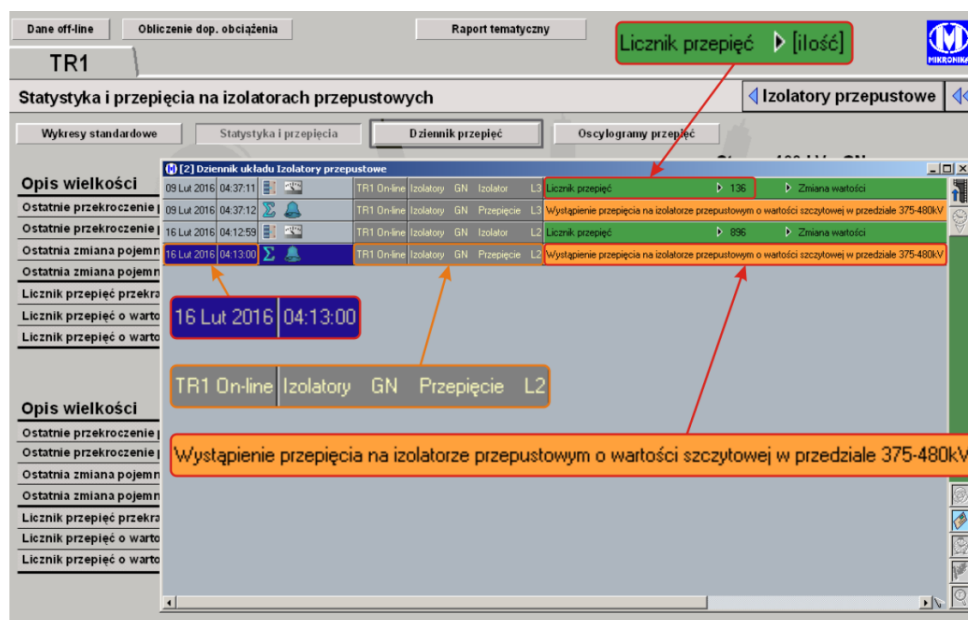 Dane off-line Obliczenie dop. obciążenia Raport tematyczny
Licznik przepięć [ilość]
MIKRONIKA
TR1
Statystyka i przepięcia na izolatorach przepustowych Izolatory przepustowe
Wykresy standardowe Statystyka i przepięcia Dziennik przepięć Oscylogramy przepięć
[2] Dziennik układu Izolatory przepustowe
Opis wielkości
09 Lut 2016 04:37:11 TR1 On-line Izolatory GN Izolator L3 Licznik przepięć 136 Zmiana wartości
09 Lut 2016 04:37:12 TR1 On-line Izolatory GN Przepięcie L3 Wystąpienie przepięcia na izolatorze przepustowym o wartości szczytowej w przedziale 375-480kV
16 Lut 2016 04:12:59 TR1 On-line Izolatory GN Izolator L2 Licznik przepięć 896 Zmiana wartości
16 Lut 2016 04:13:00 TR1 On-line Izolatory GN Przepięcie L2 Wystąpienie przepięcia na izolatorze przepustowym o wartości szczytowej w przedziale 375-480kV
Ostatnie przekroczenie
Ostatnie przekroczenie
Ostatnia zmiana pojemn
Ostatnia zmiana pojemn
Licznik przepięć przekra
Licznik przepięć o warto
Licznik przepięć o warto
16 Lut 2016 04:13:00
TR1 On-line Izolatory GN Przepięcie L2
Opis wielkości
Ostatnie przekroczenie
Ostatnie przekroczenie
Wystąpienie przepięcia na izolatorze przepustowym o wartości szczytowej w przedziale 375-480kV
Ostatnia zmiana pojemn
Ostatnia zmiana pojemn
Licznik przepięć przekra
Licznik przepięć o warto
Licznik przepięć o warto